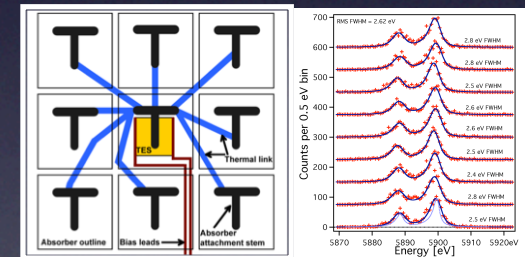 TES
Thermal link
Absorber outline
Bias leads
Absorber
attachment stem
RMS FWHM = 2.62 eV
Counts per 0.5 eV bin
700
600
500
400
300
200
100
0
2.8 eV FWHM
2.8 eV FWHM
2.5 eV FWHM
2.6 eV FWHM
2.6 eV FWHM
2.5 eV FWHM
2.4 eV FWHM
2.8 eV FWHM
2.5 eV FWHM
5870 5880 5890 5900 5910 5920eV
Energy [eV]